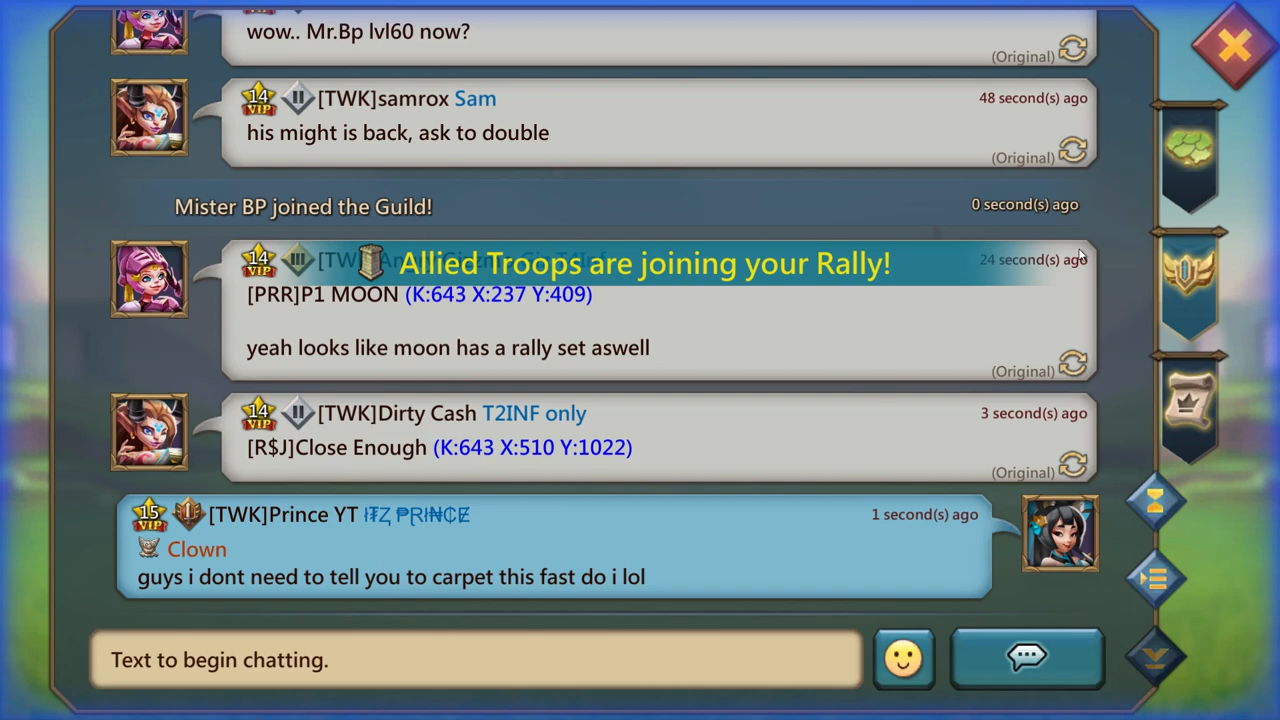 wow.. Mr.Bp lvl60 now?
(Original)
14 VIP II [TWK]samrox Sam 48 second(s) ago
his might is back, ask to double
(Original)
Mister BP joined the Guild! 0 second(s) ago
14 VIP III [TW
Allied Troops are joining your Rally!
24 second(s) ago
[PRR]P1 MOON (K:643 X:237 Y:409)
yeah looks like moon has a rally set aswell
(Original)
14 VIP II [TWK]Dirty Cash T2INF only 3 second(s) ago
[R$J]Close Enough (K:643 X:510 Y:1022)
(Original)
15 VIP [TWK]Prince YT ł₮Ⱬ ₱Ɽł₦₵Ɇ 1 second(s) ago
Clown
guys i dont need to tell you to carpet this fast do i lol
Text to begin chatting.